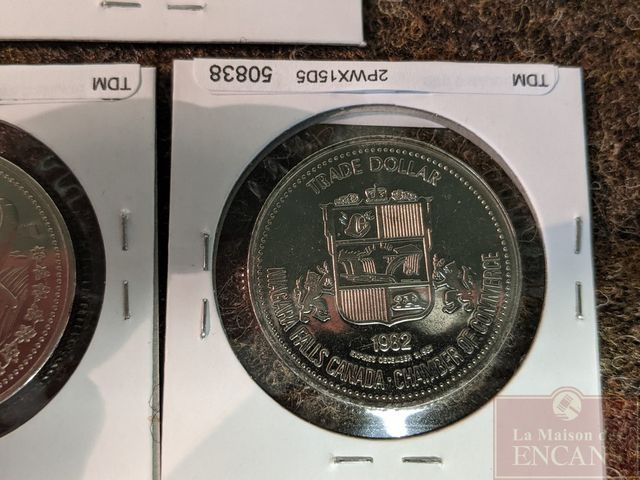 TDM
50838 2PWX15D5 TDM
TRADE DOLLAR
NIAGARA FALLS CANADA · CHAMBER OF COMMERCE
1982
La Maison des
ENCAN